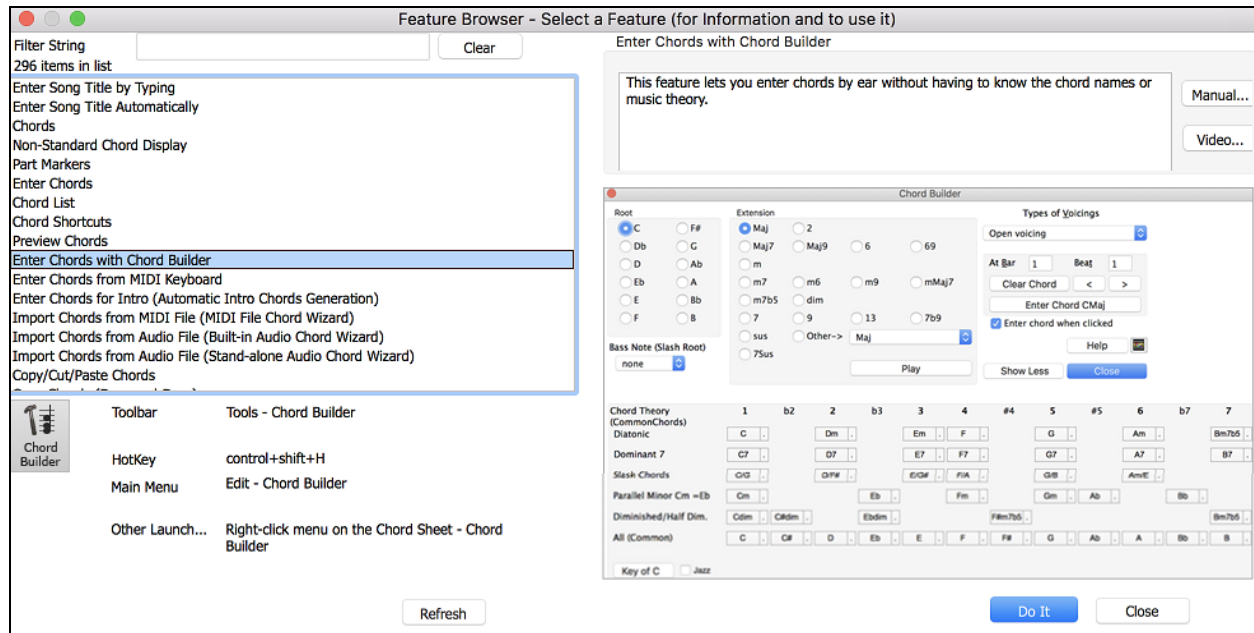 Feature Browser - Select a Feature (for Information and to use it)
Filter String
Clear
296 items in list
Enter Song Title by Typing
Enter Song Title Automatically
Chords
Non-Standard Chord Display
Part Markers
Enter Chords
Chord List
Chord Shortcuts
Preview Chords
Enter Chords with Chord Builder
Enter Chords from MIDI Keyboard
Enter Chords for Intro (Automatic Intro Chords Generation)
Import Chords from MIDI File (MIDI File Chord Wizard)
Import Chords from Audio File (Built-in Audio Chord Wizard)
Import Chords from Audio File (Stand-alone Audio Chord Wizard)
Copy/Cut/Paste Chords
Chord Builder
Toolbar Tools - Chord Builder
HotKey control+shift+H
Main Menu Edit - Chord Builder
Other Launch... Right-click menu on the Chord Sheet - Chord
Builder
Refresh
Enter Chords with Chord Builder
This feature lets you enter chords by ear without having to know the chord names or
music theory.
Manual...
Video...
Chord Builder
Root
C F#
Db G
D Ab
Eb A
E Bb
F B
Bass Note (Slash Root)
none
Extension
Maj 2
Maj7 Maj9 6 69
m
m7 m6 m9 mMaj7
m7b5 dim
7 9 13 7b9
sus Other-> Maj
7Sus
Play
Types of Voicings
Open voicing
At Bar 1 Beat 1
Clear Chord < >
Enter Chord CMaj
Enter chord when clicked
Help
Show Less Close
Chord Theory 1 b2 2 b3 3 4 #4 5 #5 6 b7 7
(CommonChords)
Diatonic C . Dm . Em . F . G . Am . Bm7b5 .
Dominant 7 C7 . D7 . E7 . F7 . G7 . A7 . B7 .
Slash Chords C/G . D/F# . E/G# . F/A . G/B . Am/E .
Parallel Minor Cm =Eb Cm . Eb . Fm . Gm . Ab . Bb .
Diminished/Half Dim. Cdim . C#dim . Ebdim . F#m7b5 . Bm7b5 .
All (Common) C . C# . D . Eb . E . F . F# . G . Ab . A . Bb . B .
Key of C Jazz
Do It
Close